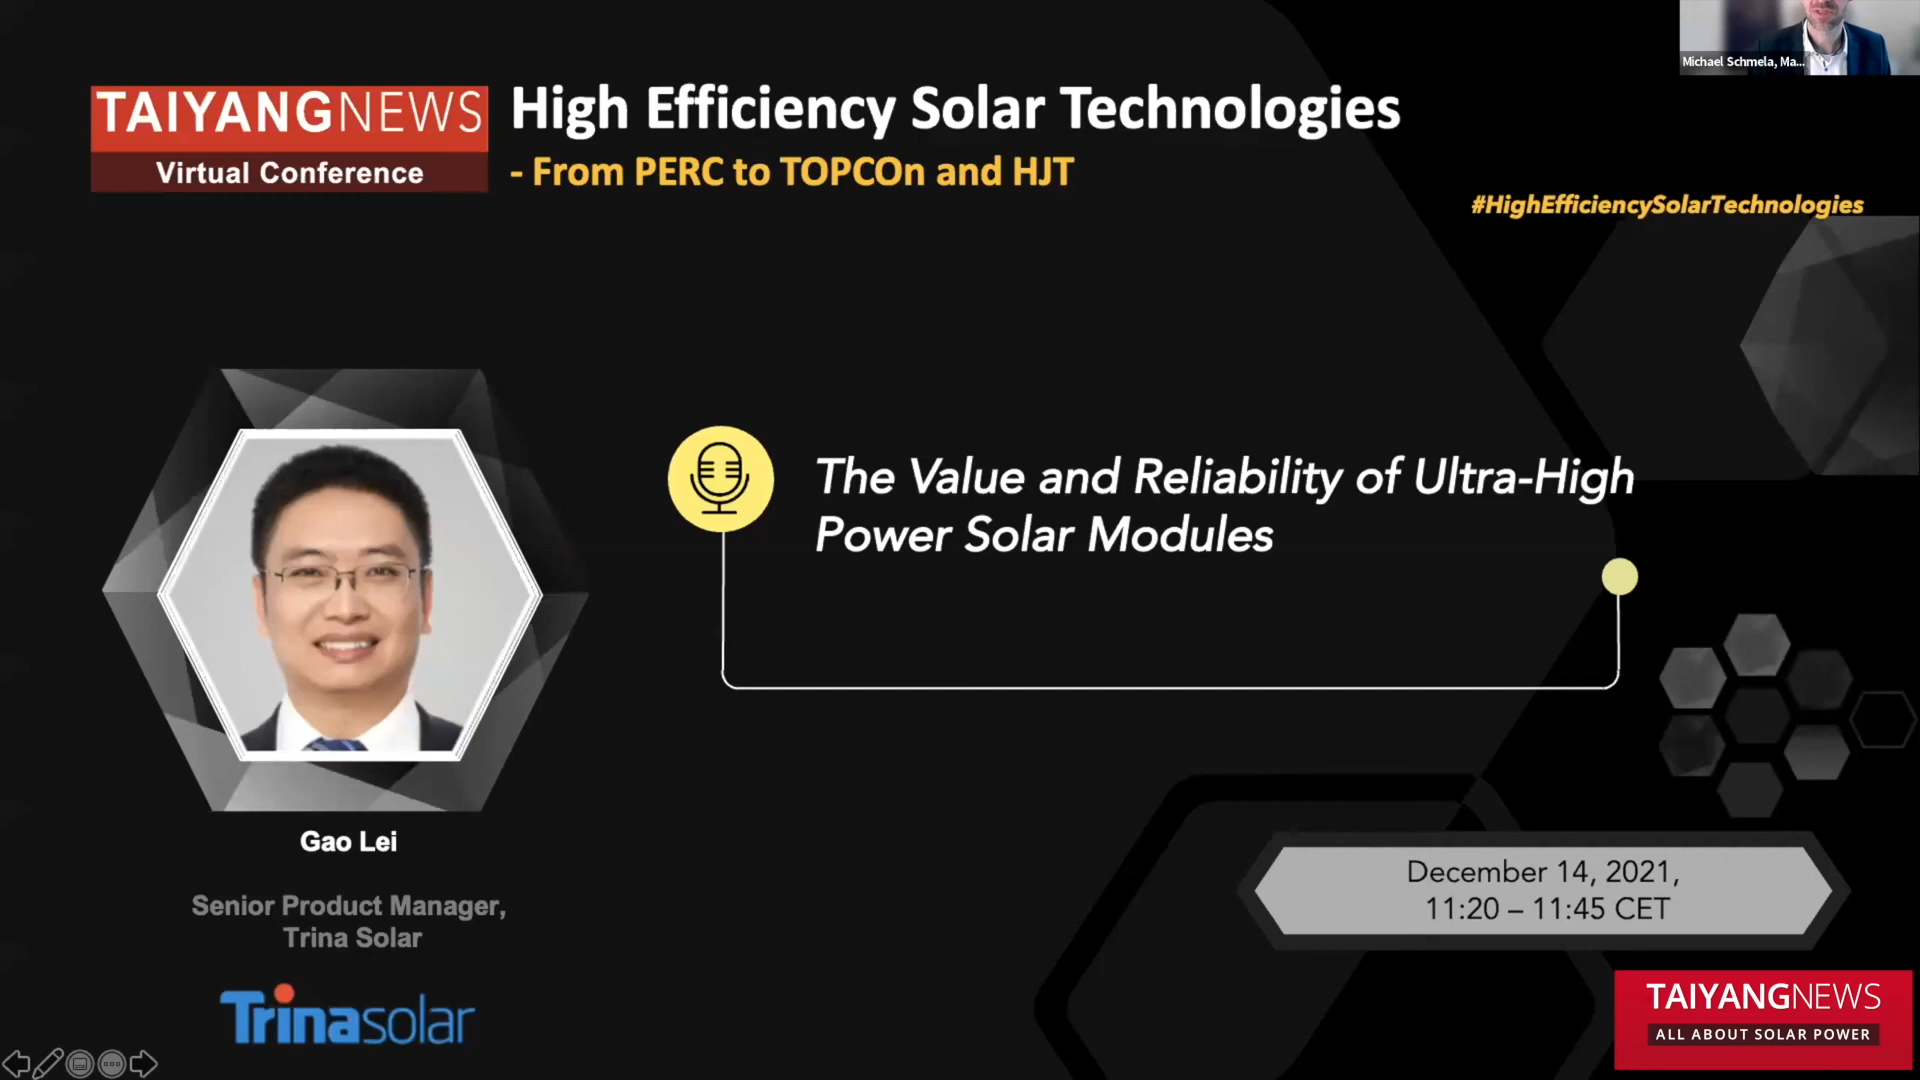 Michael Schmela, Ma...
TAIYANGNEWS
Virtual Conference
High Efficiency Solar Technologies
- From PERC to TOPCOn and HJT
#HighEfficiencySolarTechnologies
The Value and Reliability of Ultra-High
Power Solar Modules
Gao Lei
Senior Product Manager,
Trina Solar
Trinasolar
December 14, 2021,
11:20 – 11:45 CET
TAIYANGNEWS
ALL ABOUT SOLAR POWER